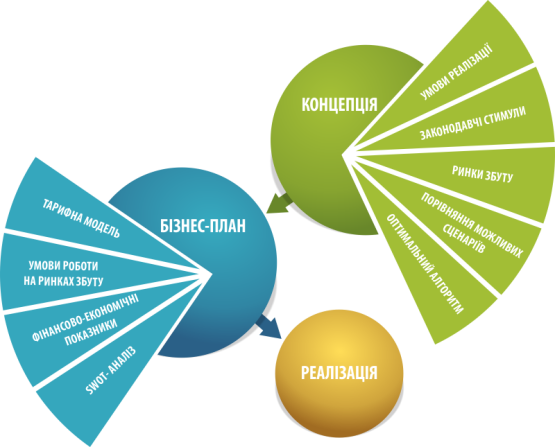 КОНЦЕПЦІЯ
УМОВИ РЕАЛІЗАЦІЇ
ЗАКОНОДАВЧІ СТИМУЛИ
РИНКИ ЗБУТУ
ПОРІВНЯННЯ МОЖЛИВИХ
СЦЕНАРІЇВ
ОПТИМАЛЬНИЙ АЛГОРИТМ
БІЗНЕС-ПЛАН
ТАРИФНА МОДЕЛЬ
УМОВИ РОБОТИ
НА РИНКАХ ЗБУТУ
ФІНАНСОВО-ЕКОНОМІЧНІ
ПОКАЗНИКИ
SWOT- АНАЛІЗ
РЕАЛІЗАЦІЯ